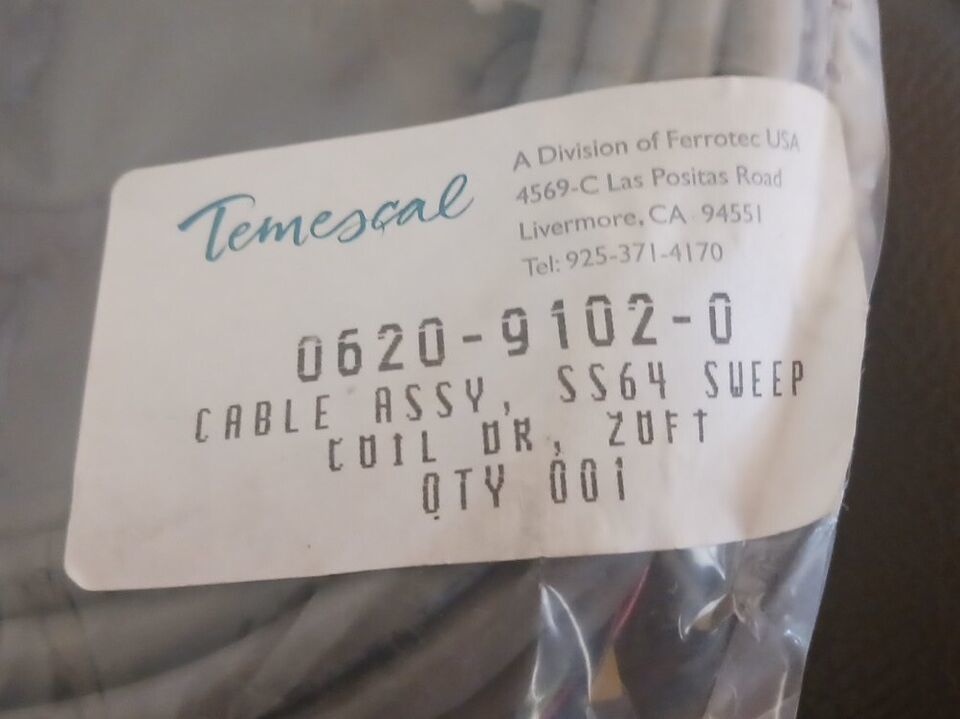 Temescal
A Division of Ferrotec USA
4569-C Las Positas Road
Livermore, CA 94551
Tel: 925-371-4170
0620-9102-0
CABLE ASSY, SS64 SWEEP
COIL DR, 20FT
QTY 001